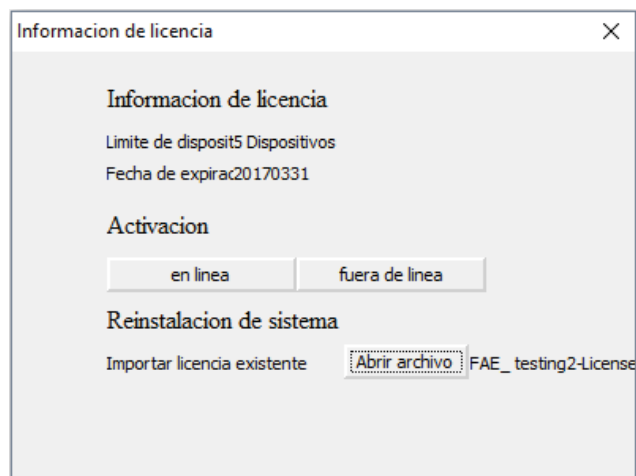 Informacion de licencia
Informacion de licencia
Limite de disposit5 Dispositivos
Fecha de expirac20170331
Activacion
en linea
fuera de linea
Reinstalacion de sistema
Importar licencia existente
Abrir archivo
FAE_ testing2-License